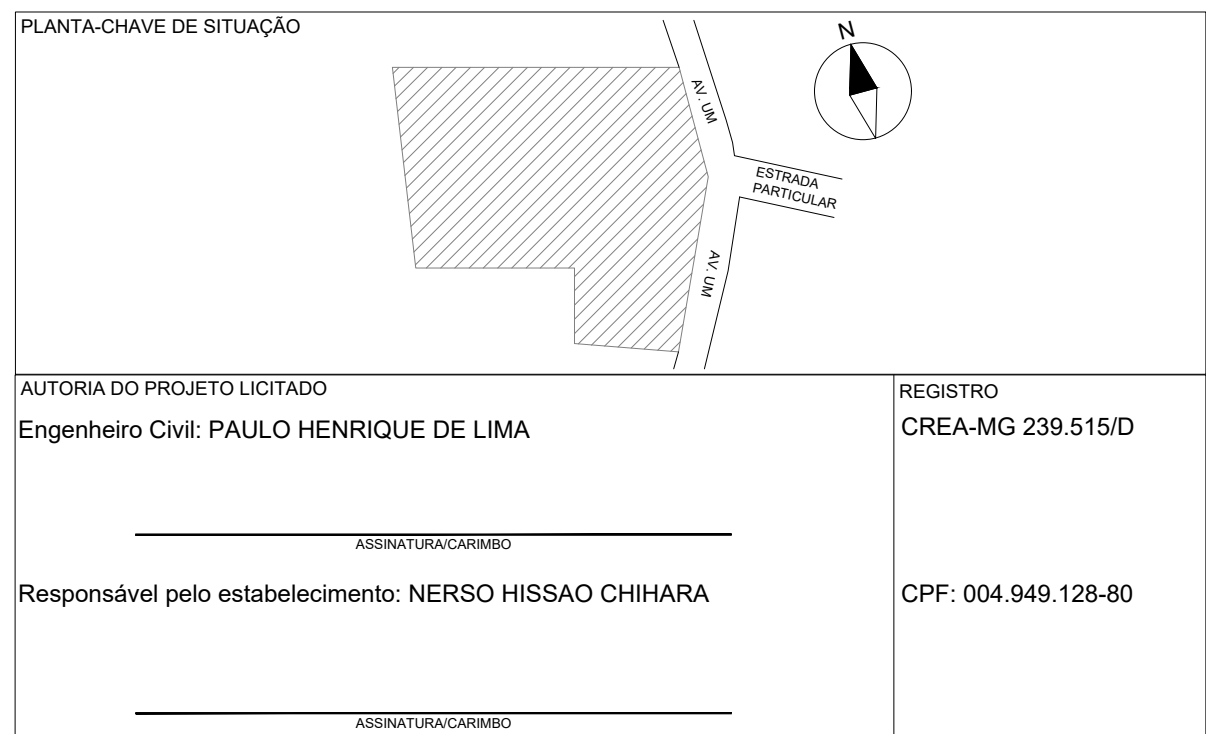 PLANTA-CHAVE DE SITUAÇÃO
N
AV. UM
ESTRADA
PARTICULAR
AV. UM
AUTORIA DO PROJETO LICITADO
REGISTRO
Engenheiro Civil: PAULO HENRIQUE DE LIMA
CREA-MG 239.515/D
ASSINATURA/CARIMBO
Responsável pelo estabelecimento: NERSO HISSAO CHIHARA
CPF: 004.949.128-80
ASSINATURA/CARIMBO